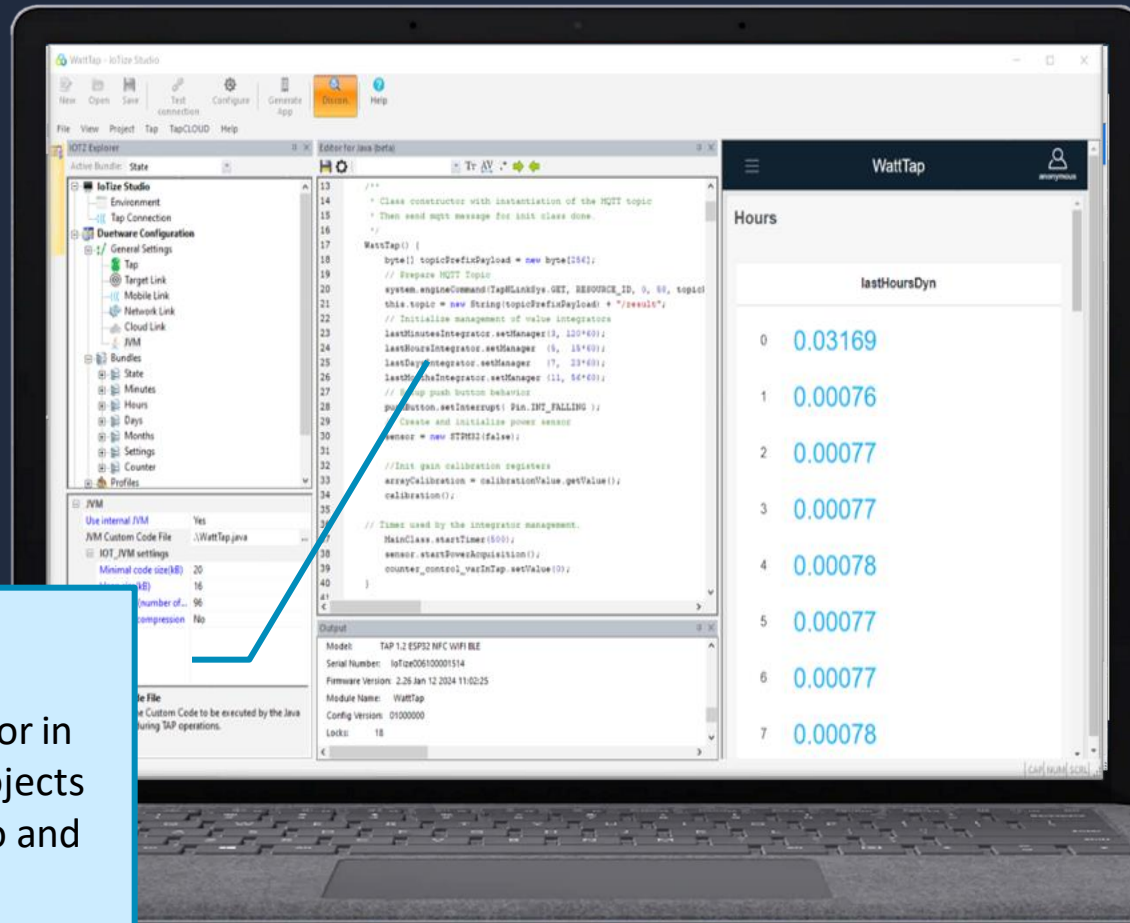 WattTap - IoTize Studio
New Open Save Test connection Configure Generate App Discon. Help
File View Project Tap TapCLOUD Help
IOTZ Explorer
Active Bundle: State
IoTize Studio
Environment
Tap Connection
Duetware Configuration
General Settings
Tap
Target Link
Mobile Link
Network Link
Cloud Link
JVM
Bundles
State
Minutes
Hours
Days
Months
Settings
Counter
Profiles
JVM
Use internal JVM Yes
JVM Custom Code File .\WattTap.java ...
IOT_JVM settings
Minimal code size(kB) 20
16
(number of... 96
compression No
de File
e Custom Code to be executed by the Java
during TAP operations.
or in
ojects
and
Editor for Java (beta)
13 /**
14 * Class constructor with instantiation of the MQTT topic
15 * Then send mqtt message for init class done.
16 */
17 WattTap() {
18 byte[] topicPrefixPayload = new byte[256];
19 // Prepare MQTT Topic
20 system.engineCommand(TapNLinkSys.GET, RESOURCE_ID, 0, 58, topic
21 this.topic = new String(topicPrefixPayload) + "/result";
22 // Initialize management of value integrators
23 lastMinutesIntegrator.setManager(3, 120*60);
24 lastHoursIntegrator.setManager (5, 15*60);
25 lastDaysIntegrator.setManager (7, 23*60);
26 lastMonthsIntegrator.setManager (11, 56*60);
27 // push button behavior
28 pushButton.setInterrupt( Pin.INT_FALLING );
29 Create and initialize power sensor
30 sensor = new STPM32(false);
31
32 //Init gain calibration registers
33 arrayCalibration = calibrationValue.getValue();
34 calibration();
35
36 // Timer used by the integrator management.
37 MainClass.startTimer(500);
38 sensor.startPowerAcquisition();
39 counter_control_varInTap.setValue(0);
40 }
41
Output
Model: TAP 1.2 ESP32 NFC WIFI BLE
Serial Number: IoTize006100001514
Firmware Version: 2.26 Jan 12 2024 11:02:25
Module Name: WattTap
Config Version: 01000000
Locks: 18
WattTap
anonymous
Hours
lastHoursDyn
0 0.03169
1 0.00076
2 0.00077
3 0.00077
4 0.00078
5 0.00077
6 0.00077
7 0.00078
CAP NUM SCRL